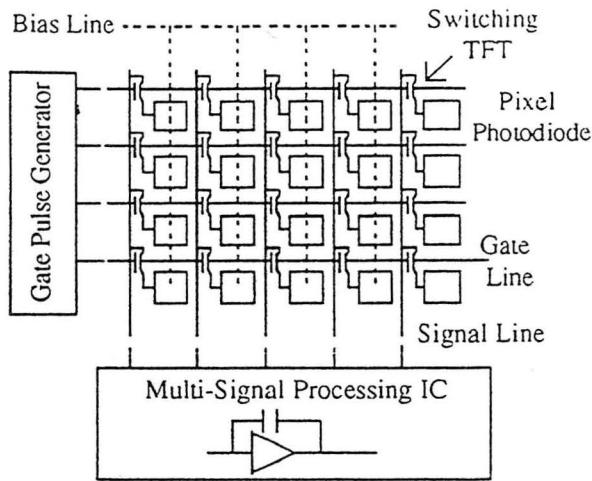 Bias Line
Switching
TFT
Gate Pulse Generator
Pixel
Photodiode
Gate
Line
Signal Line
Multi-Signal Processing IC